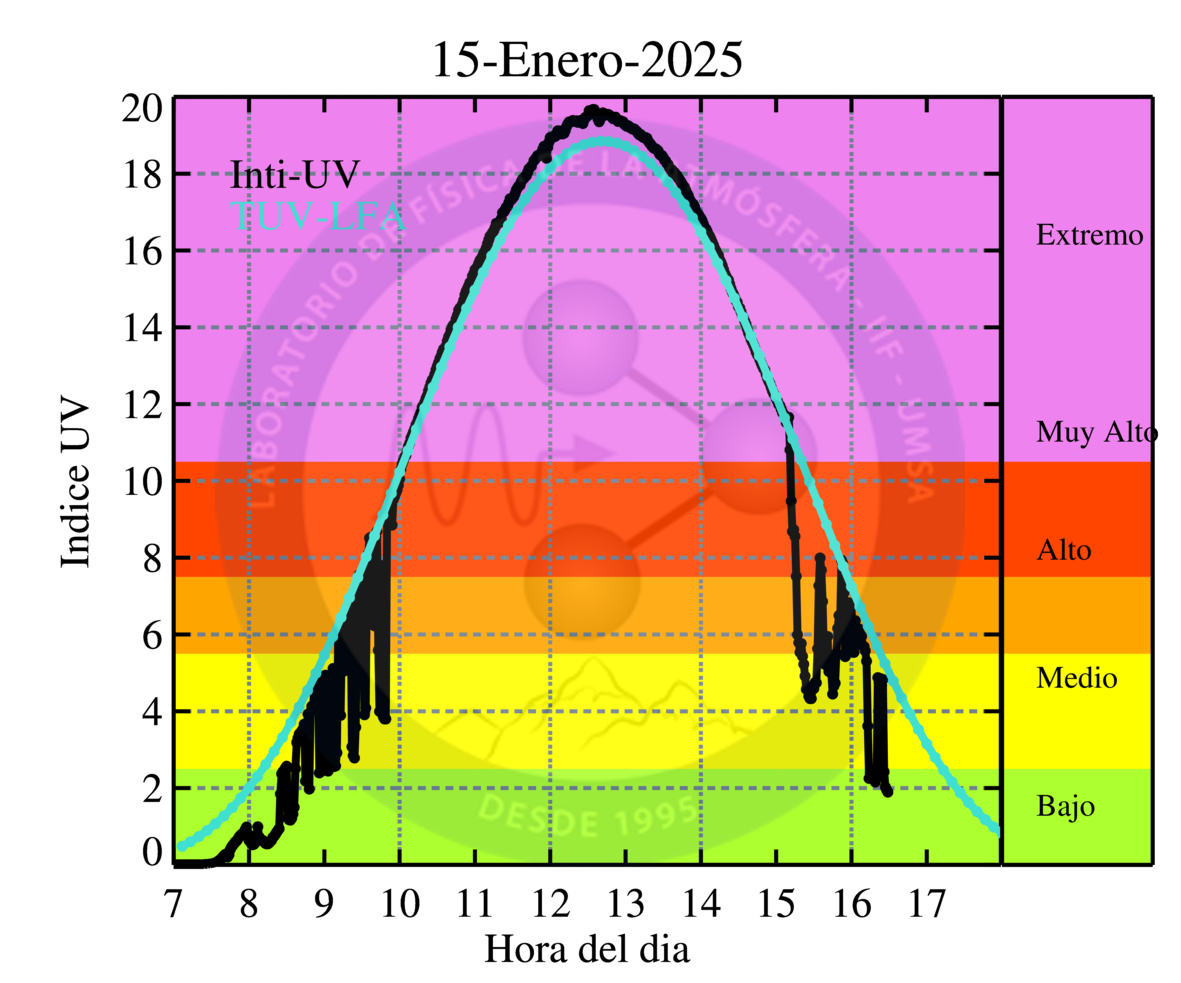 15-Enero-2025
Inti-UV
TUV-LFA
LABORATORIO DE FÍSICA DE LA ATMÓSFERA - IIF - UMSA
DESDE 1995
Indice UV
20
18
16
14
12
10
8
6
4
2
0
Extremo
Muy Alto
Alto
Medio
Bajo
7 8 9 10 11 12 13 14 15 16 17
Hora del dia